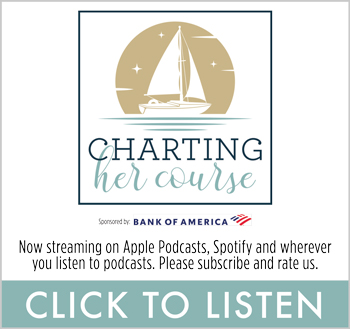 CHARTING
her course
Sponsored by: BANK OF AMERICA
Now streaming on Apple Podcasts, Spotify and wherever
you listen to podcasts. Please subscribe and rate us.
CLICK TO LISTEN